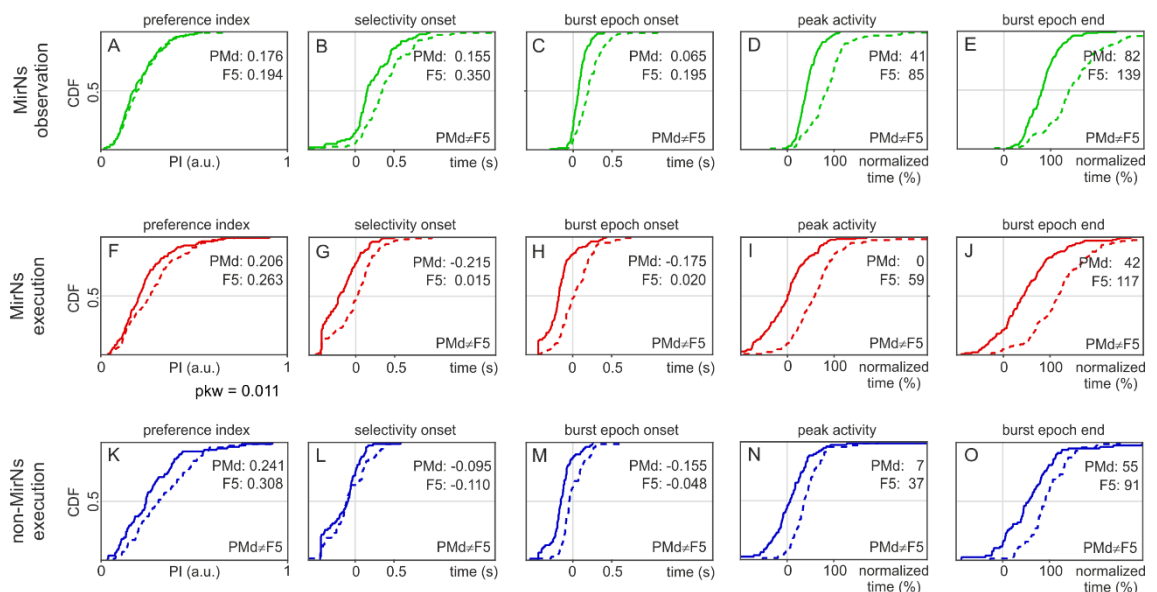 preference index
selectivity onset
burst epoch onset
peak activity
burst epoch end
MirNs
observation
CDF
0.5
A
PMd: 0.176
F5: 0.194
0
PI (a.u.)
1
B
PMd: 0.155
F5: 0.350
PMd≠F5
0
0.5
time (s)
C
PMd: 0.065
F5: 0.195
PMd≠F5
0
0.5
time (s)
D
PMd: 41
F5: 85
PMd≠F5
0
100
normalized
time (%)
E
PMd: 82
F5: 139
PMd≠F5
100
normalized
time (%)
preference index
selectivity onset
burst epoch onset
peak activity
burst epoch end
MirNs
execution
CDF
0.5
F
PMd: 0.206
F5: 0.263
0
PI (a.u.)
1
pkw = 0.011
G
PMd: -0.215
F5: 0.015
PMd≠F5
0
0.5
time (s)
H
PMd: -0.175
F5: 0.020
PMd≠F5
0
0.5
time (s)
I
PMd: 0
F5: 59
PMd≠F5
0
100
normalized
time (%)
J
PMd: 42
F5: 117
PMd≠F5
0
100
normalized
time (%)
preference index
selectivity onset
burst epoch onset
peak activity
burst epoch end
non-MirNs
execution
CDF
0.5
K
PMd: 0.241
F5: 0.308
PMd≠F5
0
PI (a.u.)
1
L
PMd: -0.095
F5: -0.110
0
0.5
time (s)
M
PMd: -0.155
F5: -0.048
PMd≠F5
0
0.5
time (s)
N
PMd: 7
F5: 37
PMd≠F5
0
100
normalized
time (%)
O
PMd: 55
F5: 91
PMd≠F5
0
100
normalized
time (%)